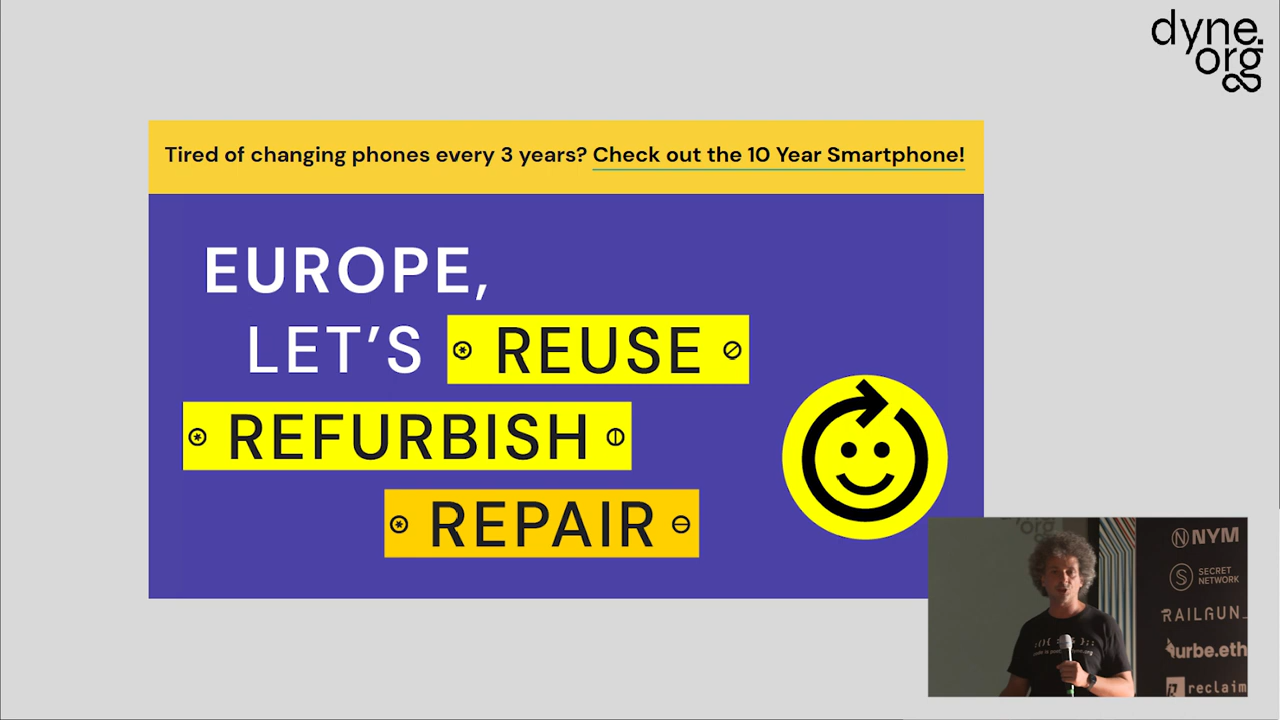 dyne.
org
Tired of changing phones every 3 years? Check out the 10 Year Smartphone!
EUROPE,
LET'S REUSE
REFURBISH
REPAIR
NYM
SECRET
NETWORK
RAILGUN_
urbe.eth
reclaim